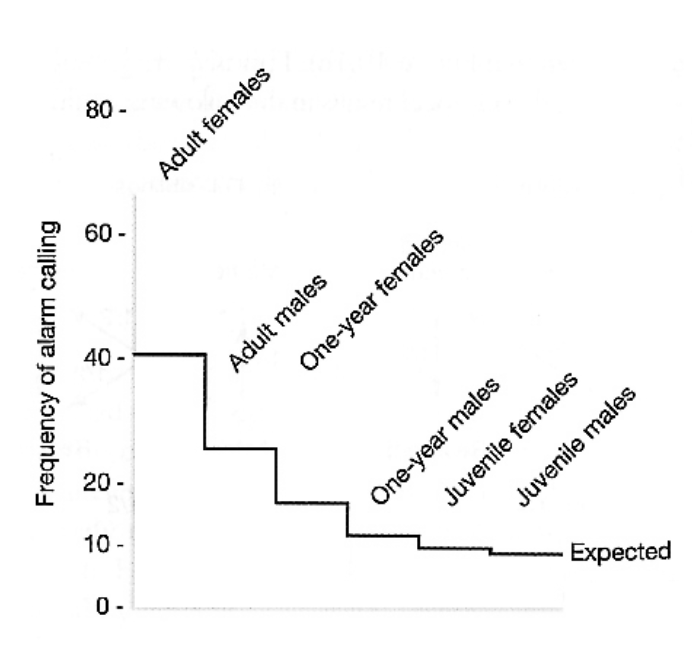 80 -
Adult females
60 -
Adult males
One-year females
40 -
One-year males
Juvenile females
Juvenile males
20 -
10 -
Expected
0 -
Frequency of alarm calling